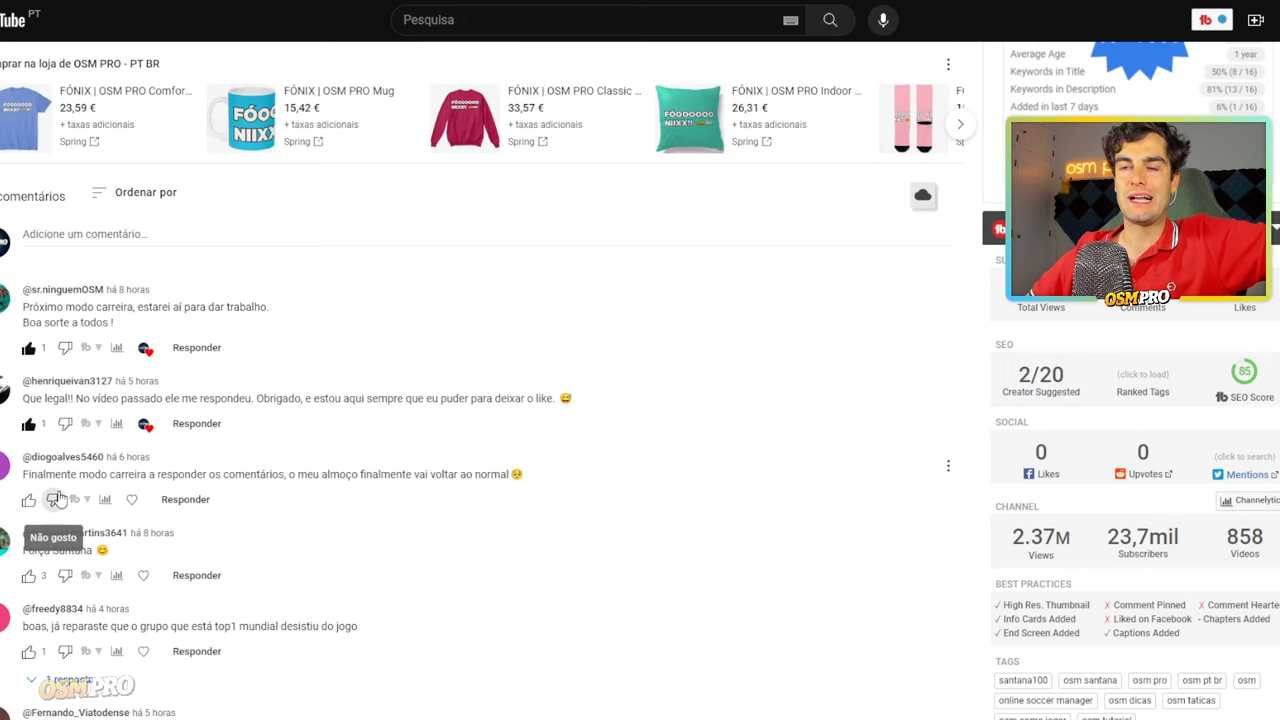 Tube PT
Pesquisa
mprar na loja de OSM PRO - PT BR
FÓNIX | OSM PRO Comfor...
23,59 €
+ taxas adicionais
Spring
FÓNIX | OSM PRO Mug
15,42 €
+ taxas adicionais
Spring
FÓNIX | OSM PRO Classic ...
33,57 €
+ taxas adicionais
Spring
FÓNIX | OSM PRO Indoor ...
26,31 €
+ taxas adicionais
Spring
comentários
Ordenar por
Adicione um comentário...
@sr.ninguemOSM há 8 horas
Próximo modo carreira, estarei aí para dar trabalho.
Boa sorte a todos !
1 Responder
@henriqueivan3127 há 5 horas
Que legal!! No vídeo passado ele me respondeu. Obrigado, e estou aqui sempre que eu puder para deixar o like. 😅
1 Responder
@diogoalves5460 há 6 horas
Finalmente modo carreira a responder os comentários, o meu almoço finalmente vai voltar ao normal 🥺
Responder
Não gosto
artins3641 há 8 horas
Força Santana 😊
3 Responder
@freedy8834 há 4 horas
boas, já reparaste que o grupo que está top1 mundial desistiu do jogo
1 Responder
OSMPRO
@Fernando_Viatodense há 5 horas
Average Age 1 year
Keywords in Title 50% (8 / 16)
Keywords in Description 81% (13 / 16)
Added in last 7 days 6% (1 / 16)
osm p
OSMPRO
Total Views Comments Likes
SEO
2/20 (click to load) 85
Creator Suggested Ranked Tags SEO Score
SOCIAL
0 0 (click to search)
Likes Upvotes Mentions
CHANNEL Channelytic
2.37M 23,7mil 858
Views Subscribers Videos
BEST PRACTICES
✓ High Res. Thumbnail ✗ Comment Pinned ✗ Comment Hearte
✓ Info Cards Added ✗ Liked on Facebook - Chapters Added
✓ End Screen Added ✓ Captions Added
TAGS
santana100 osm santana osm pro osm pt br osm
online soccer manager osm dicas osm taticas
osm como jogar osm tutorial